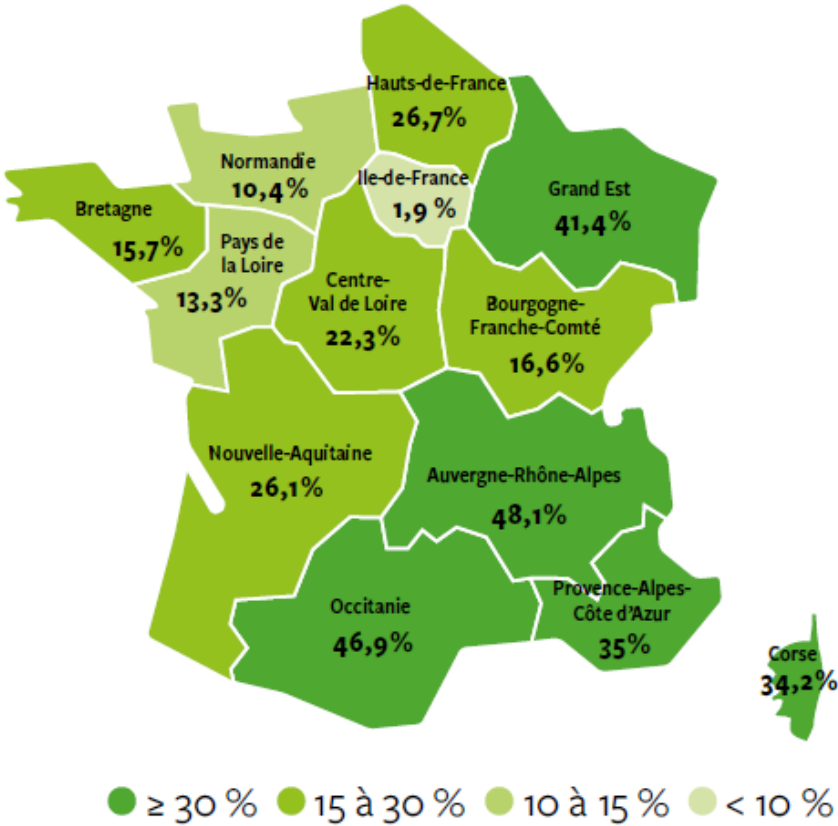 Hauts-de-France
26,7%
Normandie
10,4%
Ile-de-France
1,9 %
Grand Est
41,4%
Bretagne
15,7%
Pays de
la Loire
13,3%
Centre-
Val de Loire
22,3%
Bourgogne-
Franche-Comté
16,6%
Nouvelle-Aquitaine
26,1%
Auvergne-Rhône-Alpes
48,1%
Occitanie
46,9%
Provence-Alpes-
Côte d'Azur
35%
Corse
34,2%
≥ 30 % 15 à 30 % 10 à 15 % < 10 %